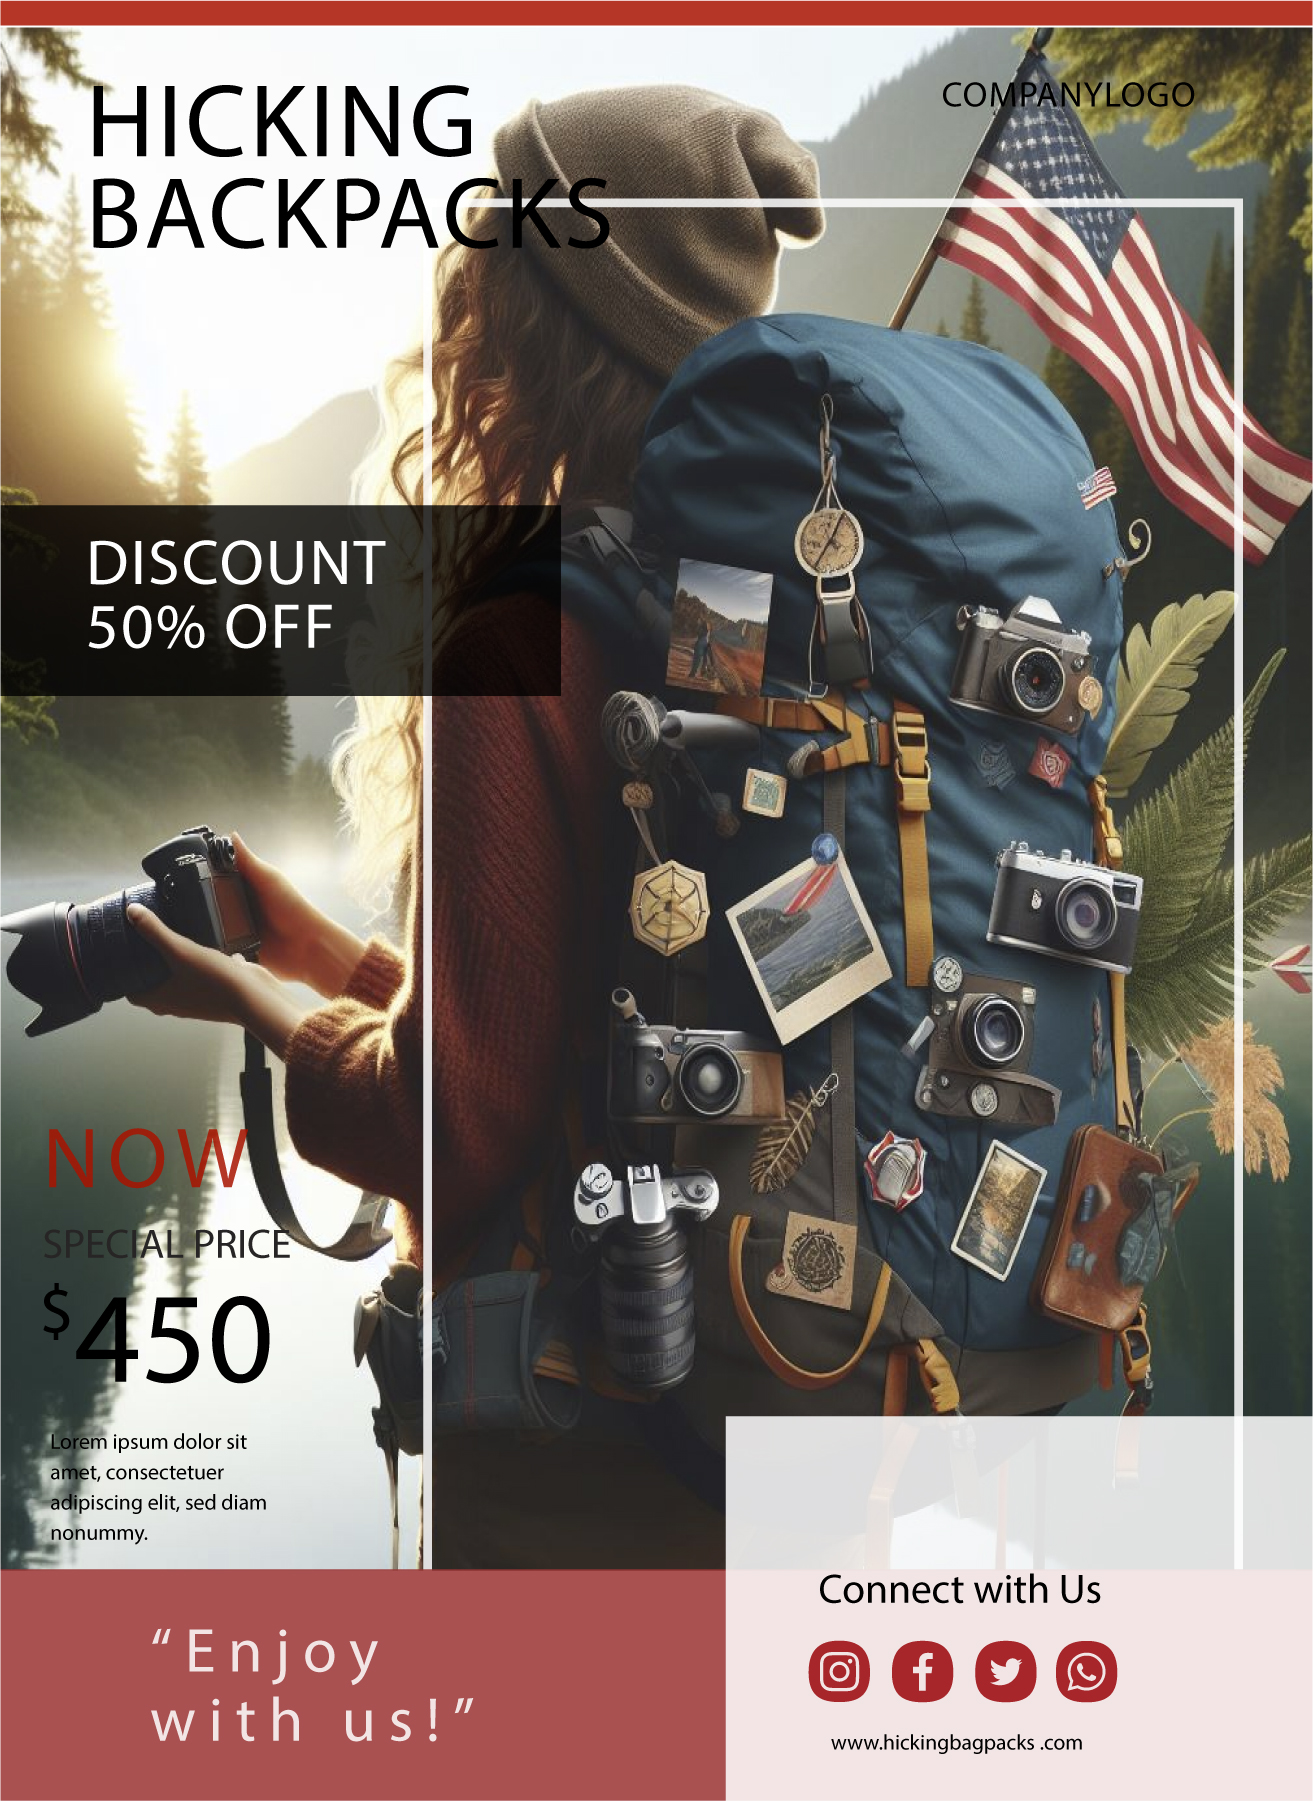 HICKING
BACKPACKS
COMPANYLOGO
DISCOUNT
50% OFF
NOW
SPECIAL PRICE
$450
Lorem ipsum dolor sit
amet, consectetuer
adipiscing elit, sed diam
nonummy.
“Enjoy
with us!”
Connect with Us
www.hickingbagpacks .com